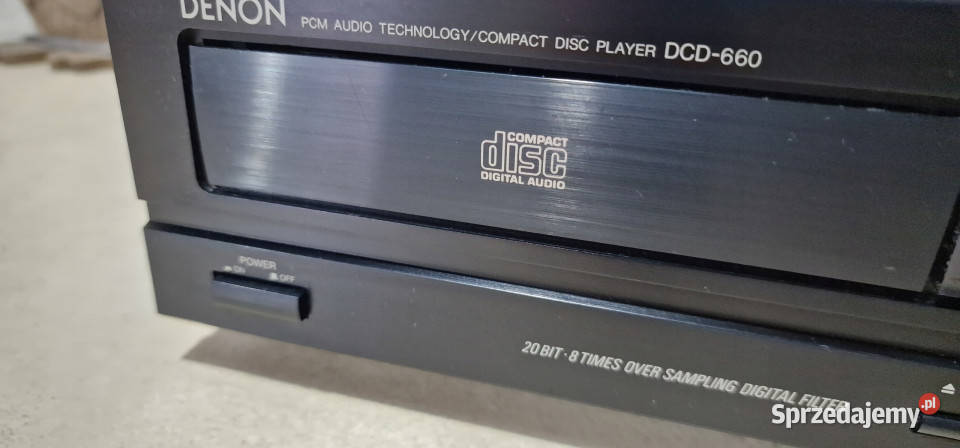 DENON PCM AUDIO TECHNOLOGY/COMPACT DISC PLAYER DCD-660
COMPACT
disc
DIGITAL AUDIO
POWER
ON OFF
20 BIT · 8 TIMES OVER SAMPLING DIGITAL FILTER
Sprzedajemy.pl